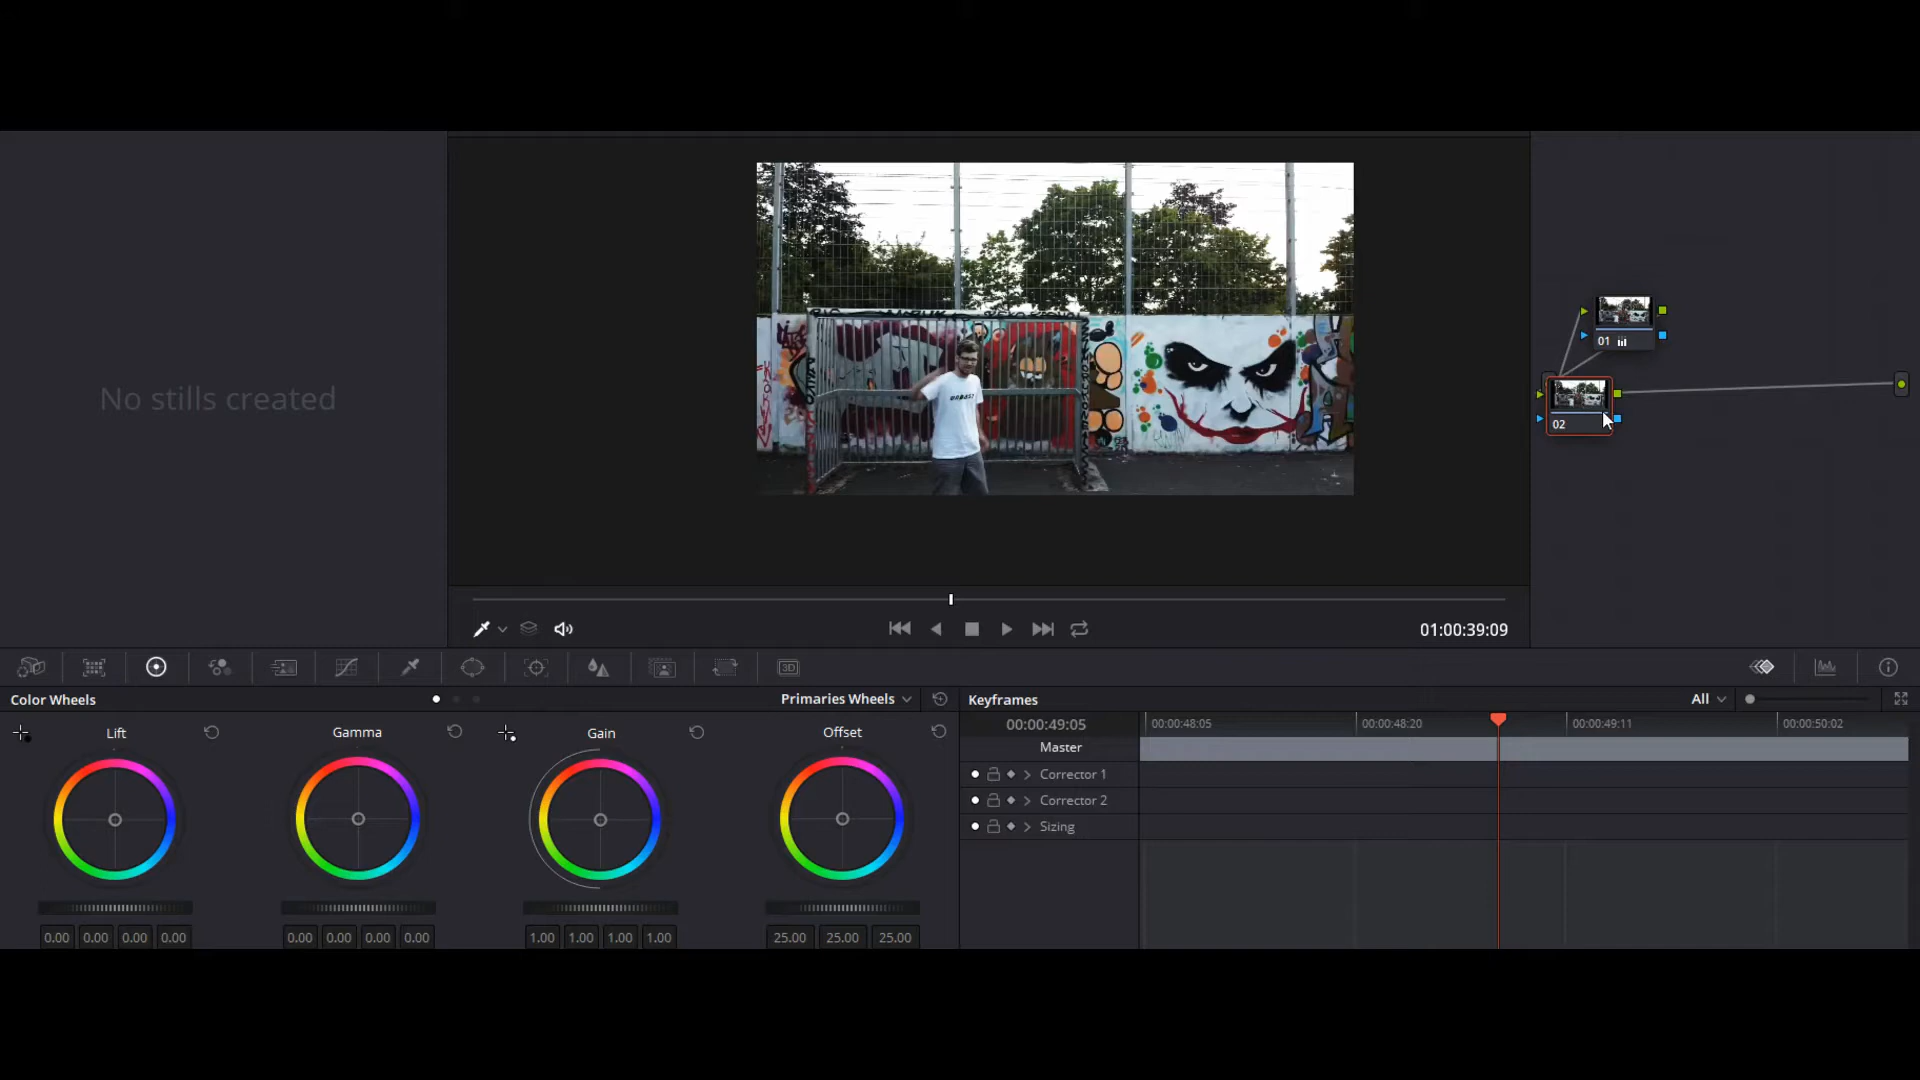 No stills created
01
02
01:00:39:09
3D
Color Wheels
Primaries Wheels
Keyframes
All
Lift
Gamma
Gain
Offset
00:00:49:05
00:00:48:05
00:00:48:20
00:00:49:11
00:00:50:02
Master
Corrector 1
Corrector 2
Sizing
0.00 0.00 0.00 0.00
0.00 0.00 0.00 0.00
1.00 1.00 1.00 1.00
25.00 25.00 25.00